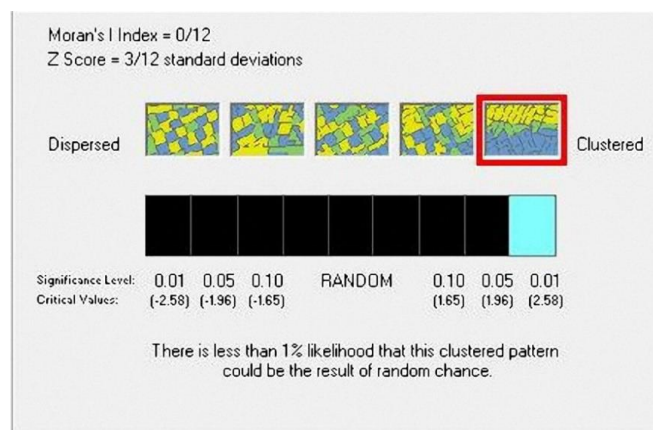 Moran's I Index = 0/12
Z Score = 3/12 standard deviations
Dispersed
Clustered
Significance Level: 0.01 0.05 0.10 RANDOM 0.10 0.05 0.01
Critical Values: (-2.58) (-1.96) (-1.65) (1.65) (1.96) (2.58)
There is less than 1% likelihood that this clustered pattern
could be the result of random chance.